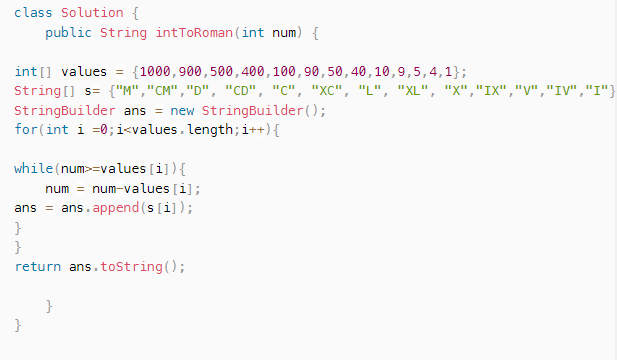 class Solution {
    public String intToRoman(int num) {
int[] values = {1000,900,500,400,100,90,50,40,10,9,5,4,1};
String[] s= {"M","CM","D", "CD", "C", "XC", "L", "XL", "X","IX","V","IV","I"}
StringBuilder ans = new StringBuilder();
for(int i =0;i<values.length;i++){
while(num>=values[i]){
    num = num-values[i];
ans = ans.append(s[i]);
}
}
return ans.toString();
    }
}